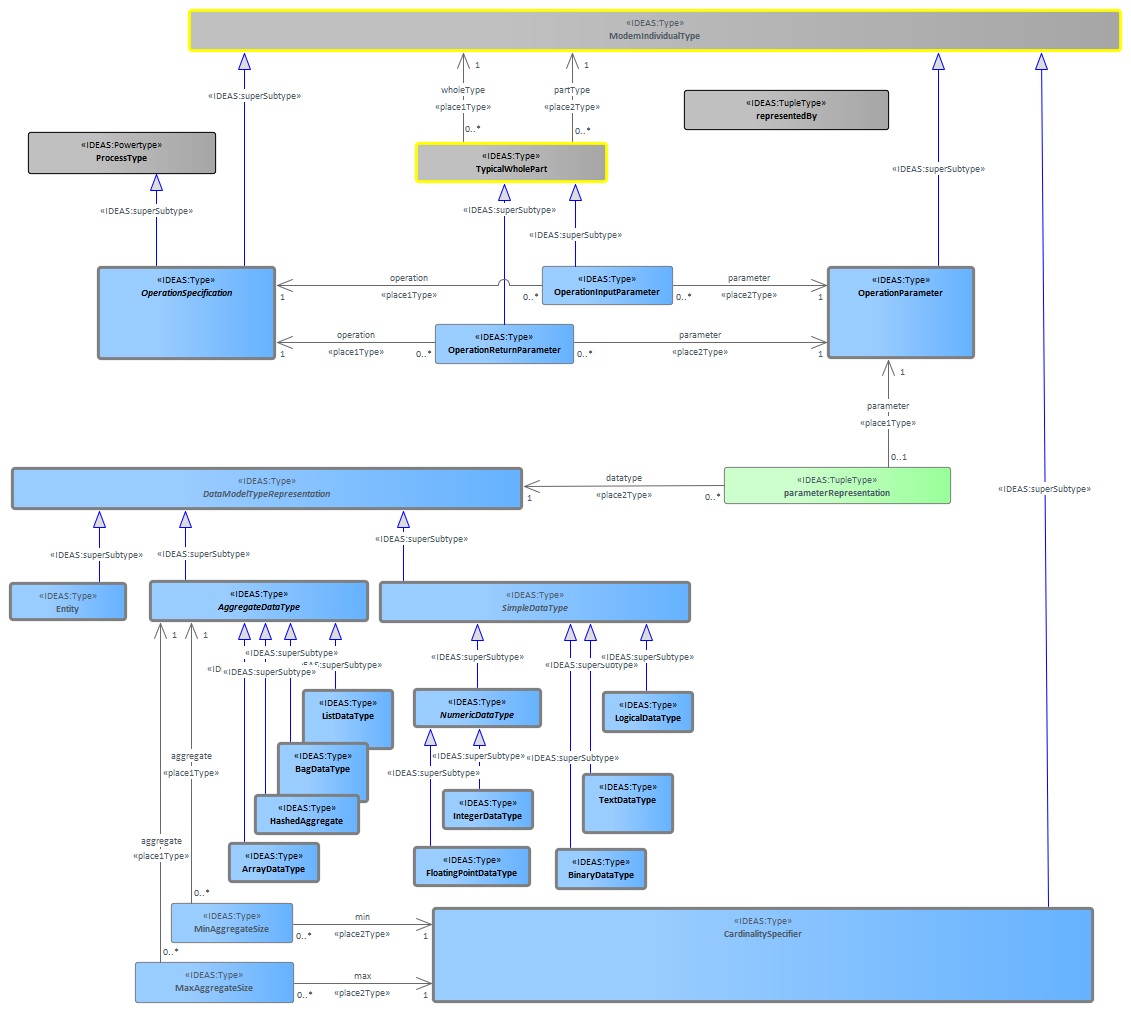 «IDEAS:Type»
ModemIndividualType
«IDEAS:superSubtype»
wholeType
«place1Type»
1
0..*
partType
«place2Type»
1
0..*
«IDEAS:TupleType»
representedBy
«IDEAS:superSubtype»
«IDEAS:Powertype»
ProcessType
«IDEAS:Type»
TypicalWholePart
«IDEAS:superSubtype»
«IDEAS:superSubtype»
«IDEAS:superSubtype»
«IDEAS:Type»
OperationSpecification
operation
«place1Type»
1
0..*
«IDEAS:Type»
OperationInputParameter
parameter
«place2Type»
0..*
1
«IDEAS:Type»
OperationParameter
operation
«place1Type»
1
0..*
«IDEAS:Type»
OperationReturnParameter
parameter
«place2Type»
0..*
1
1
parameter
«place1Type»
0..1
«IDEAS:Type»
DataModelTypeRepresentation
datatype
«place2Type»
1
0..*
«IDEAS:TupleType»
parameterRepresentation
«IDEAS:superSubtype»
«IDEAS:superSubtype»
«IDEAS:superSubtype»
«IDEAS:superSubtype»
«IDEAS:Type»
Entity
«IDEAS:Type»
AggregateDataType
«IDEAS:Type»
SimpleDataType
1
1
«IDEAS:superSubtype»
«IDEAS:superSubtype»
«IDEAS:superSubtype»
«IDEAS:superSubtype»
«IDEAS:superSubtype»
«IDEAS:Type»
ListDataType
«IDEAS:Type»
NumericDataType
«IDEAS:Type»
LogicalDataType
«IDEAS:Type»
BagDataType
aggregate
«place1Type»
«IDEAS:superSubtype»
«IDEAS:superSubtype»
«IDEAS:superSubtype»
«IDEAS:Type»
TextDataType
«IDEAS:Type»
HashedAggregate
«IDEAS:Type»
IntegerDataType
aggregate
«place1Type»
«IDEAS:Type»
ArrayDataType
«IDEAS:Type»
FloatingPointDataType
«IDEAS:Type»
BinaryDataType
0..*
«IDEAS:Type»
MinAggregateSize
min
«place2Type»
0..*
1
«IDEAS:Type»
CardinalitySpecifier
0..*
«IDEAS:Type»
MaxAggregateSize
max
«place2Type»
0..*
1